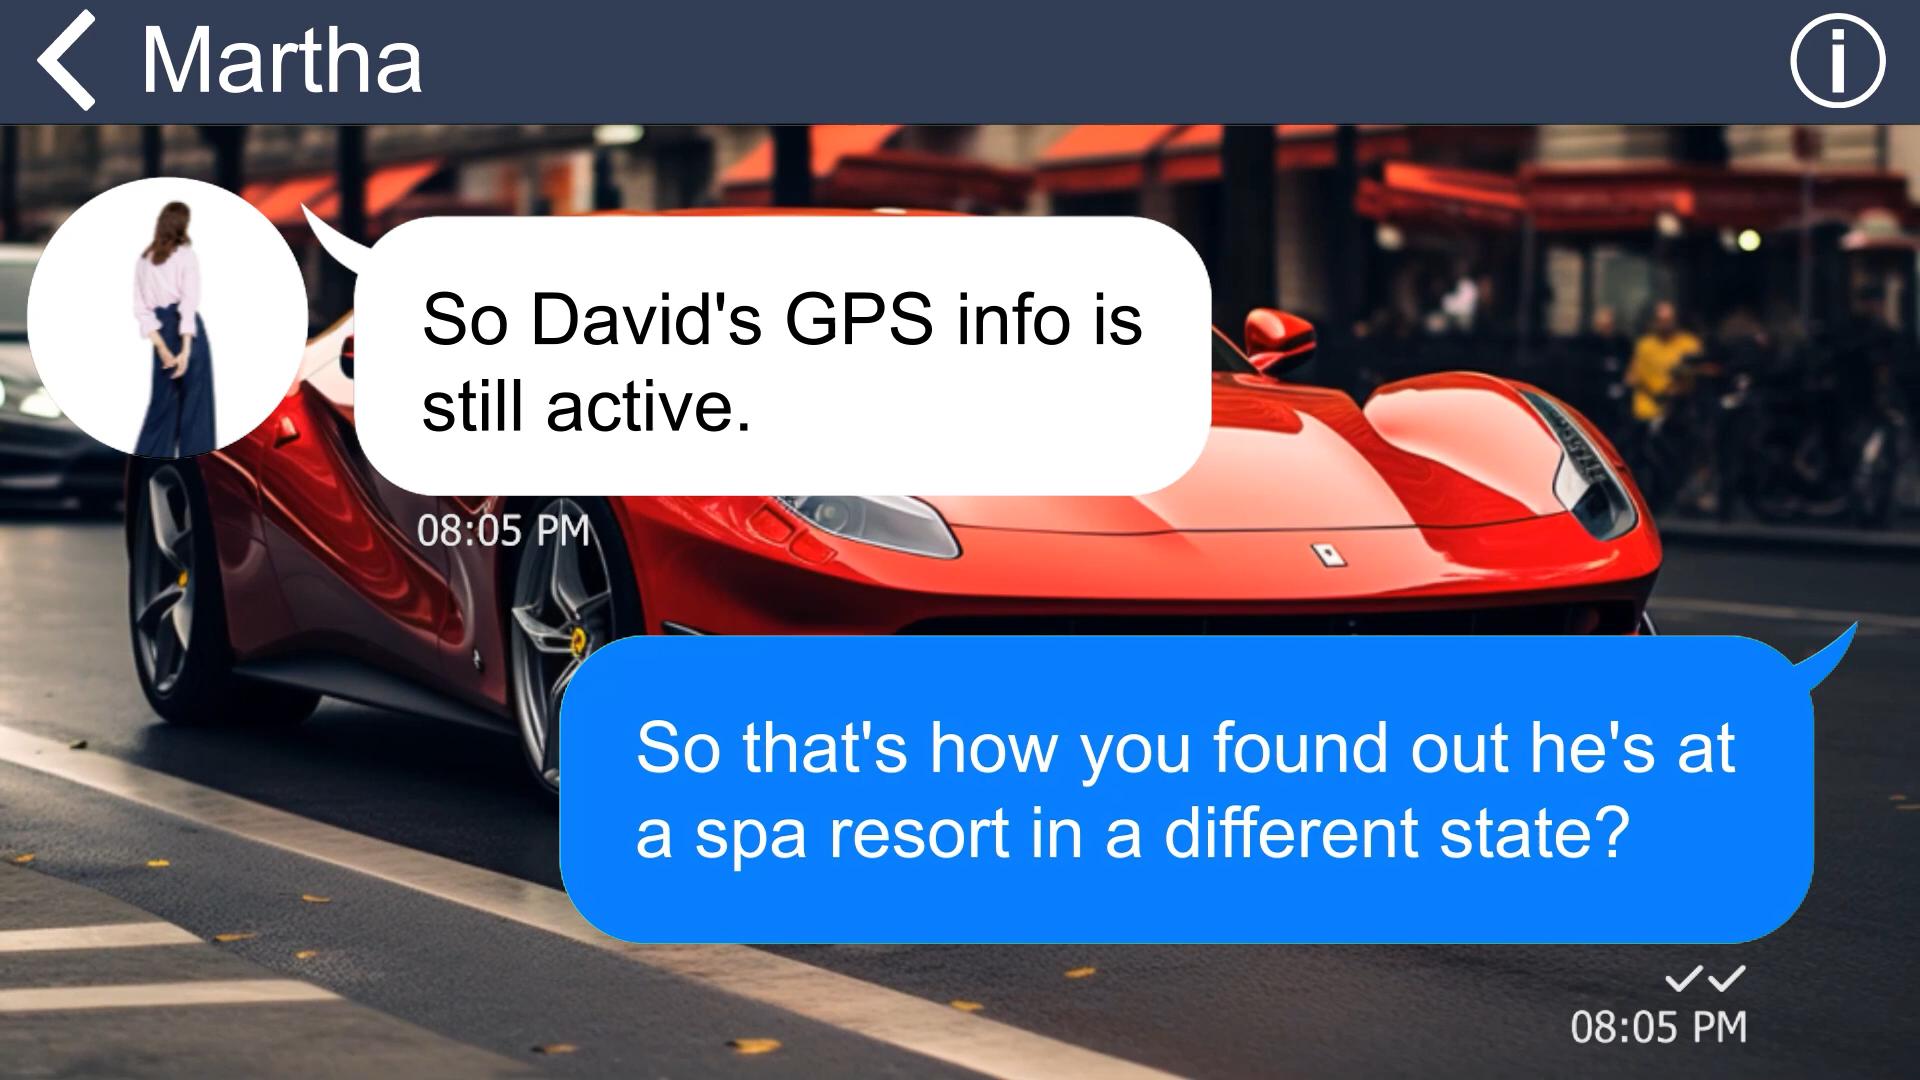 Martha
So David's GPS info is
still active.
08:05 PM
So that's how you found out he's at
a spa resort in a different state?
08:05 PM